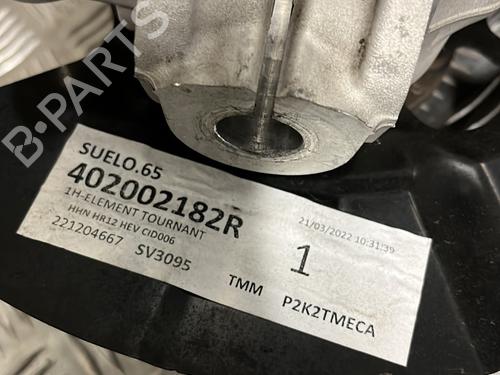 B-PARTS
SUELO.65
402002182R
1H-ELEMENT TOURNANT
HHN HR12 HEV CID006
221204667 SV3095
21/03/2022 10:31:39
1
TMM P2K2TMECA